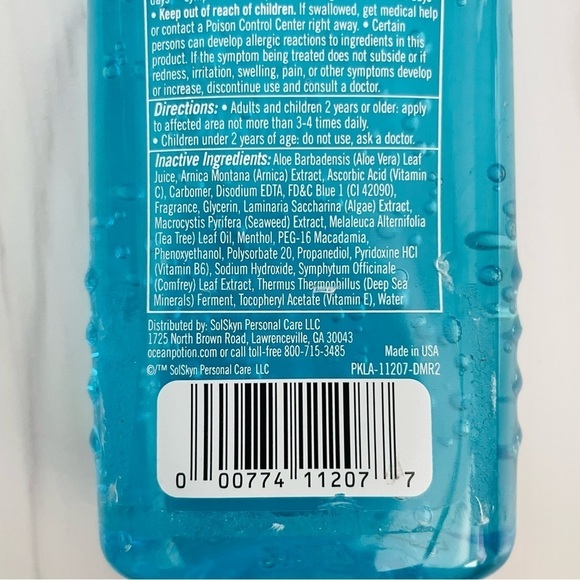 • Keep out of reach of children. If swallowed, get medical help
or contact a Poison Control Center right away. • Certain
persons can develop allergic reactions to ingredients in this
product. If the symptom being treated does not subside or if
redness, irritation, swelling, pain, or other symptoms develop
or increase, discontinue use and consult a doctor.
Directions: • Adults and children 2 years or older: apply
to affected area not more than 3-4 times daily.
• Children under 2 years of age: do not use, ask a doctor.
Inactive Ingredients: Aloe Barbadensis (Aloe Vera) Leaf
Juice, Arnica Montana (Arnica) Extract, Ascorbic Acid (Vitamin
C), Carbomer, Disodium EDTA, FD&C Blue 1 (CI 42090),
Fragrance, Glycerin, Laminaria Saccharina (Algae) Extract,
Macrocystis Pyrifera (Seaweed) Extract, Melaleuca Alternifolia
(Tea Tree) Leaf Oil, Menthol, PEG-16 Macadamia,
Phenoxyethanol, Polysorbate 20, Propanediol, Pyridoxine HCl
(Vitamin B6), Sodium Hydroxide, Symphytum Officinale
(Comfrey) Leaf Extract, Thermus Thermophillus (Deep Sea
Minerals) Ferment, Tocopheryl Acetate (Vitamin E), Water
Distributed by: SolSkyn Personal Care LLC
1725 North Brown Road, Lawrenceville, GA 30043
oceanpotion.com or call toll-free 800-715-3485 Made in USA
©/™ SolSkyn Personal Care LLC PKLA-11207-DMR2
0 00774 11207 7